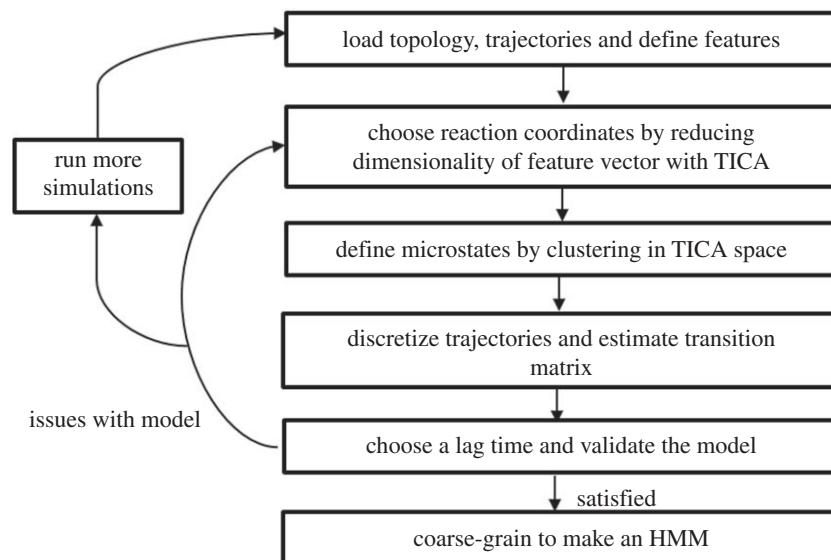 load topology, trajectories and define features
choose reaction coordinates by reducing
dimensionality of feature vector with TICA
run more
simulations
define microstates by clustering in TICA space
discretize trajectories and estimate transition
matrix
issues with model
choose a lag time and validate the model
satisfied
coarse-grain to make an HMM